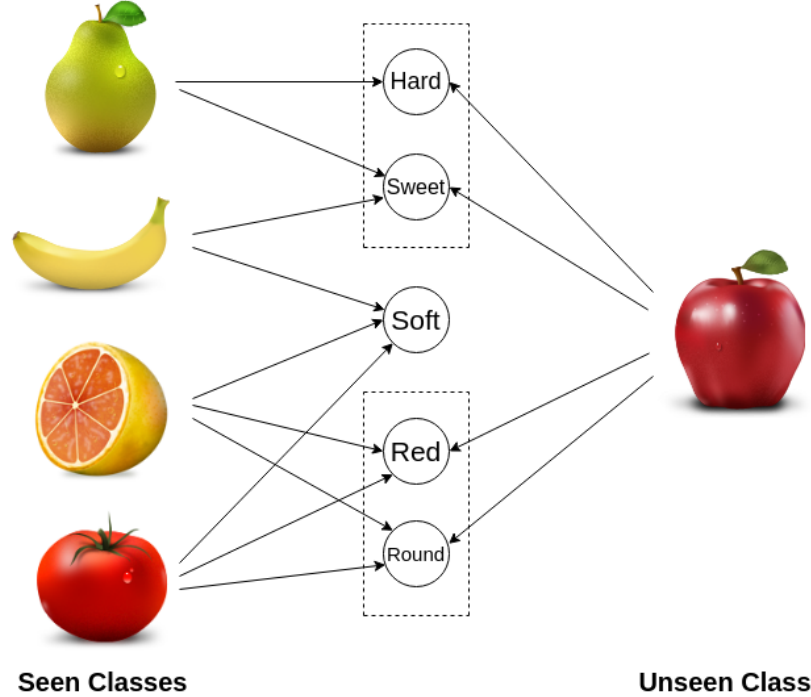 Hard
Sweet
Soft
Red
Round
Seen Classes
Unseen Class